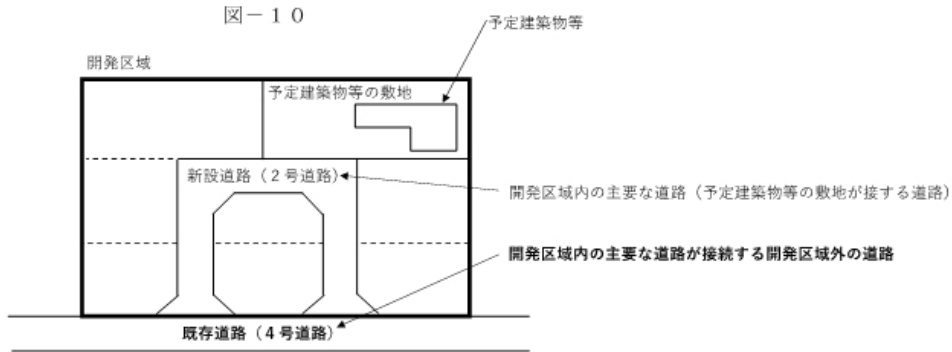 図－１０
予定建築物等
開発区域
予定建築物等の敷地
新設道路（２号道路）
開発区域内の主要な道路（予定建築物等の敷地が接する道路）
開発区域内の主要な道路が接続する開発区域外の道路
既存道路（４号道路）